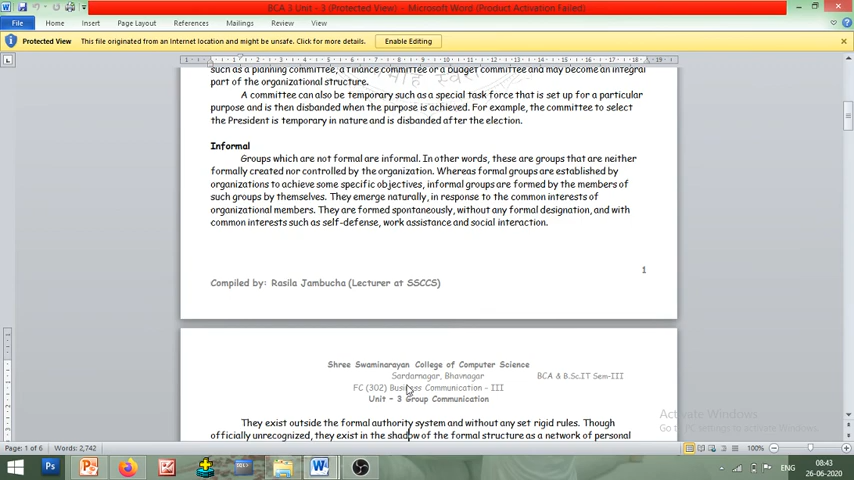 BCA 3 Unit - 3 (Protected View) - Microsoft Word (Product Activation Failed)
File Home Insert Page Layout References Mailings Review View
Protected View This file originated from an Internet location and might be unsafe. Click for more details. Enable Editing
such as a planning committee, a finance committee or a budget committee and may become an integral
part of the organizational structure.
A committee can also be temporary such as a special task force that is set up for a particular
purpose and is then disbanded when the purpose is achieved. For example, the committee to select
the President is temporary in nature and is disbanded after the election.
Informal
Groups which are not formal are informal. In other words, these are groups that are neither
formally created nor controlled by the organization. Whereas formal groups are established by
organizations to achieve some specific objectives, informal groups are formed by the members of
such groups by themselves. They emerge naturally, in response to the common interests of
organizational members. They are formed spontaneously, without any formal designation, and with
common interests such as self-defense, work assistance and social interaction.
1
Compiled by: Rasila Jambucha (Lecturer at SSCCS)
Shree Swaminarayan College of Computer Science
Sardarnagar, Bhavnagar BCA & B.Sc.IT Sem-III
FC (302) Business Communication - III
Unit - 3 Group Communication
They exist outside the formal authority system and without any set rigid rules. Though
officially unrecognized, they exist in the shadow of the formal structure as a network of personal
Activate Windows
Go to PC settings to activate Windows.
Page: 1 of 6 Words: 2,742 100%
ENG 08:43
26-06-2020